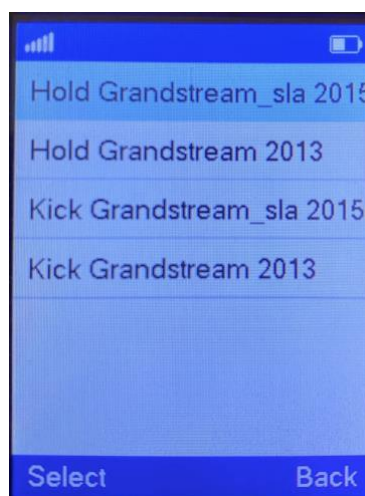 Hold Grandstream_sla 2015
Hold Grandstream 2013
Kick Grandstream_sla 2015
Kick Grandstream 2013
Select Back